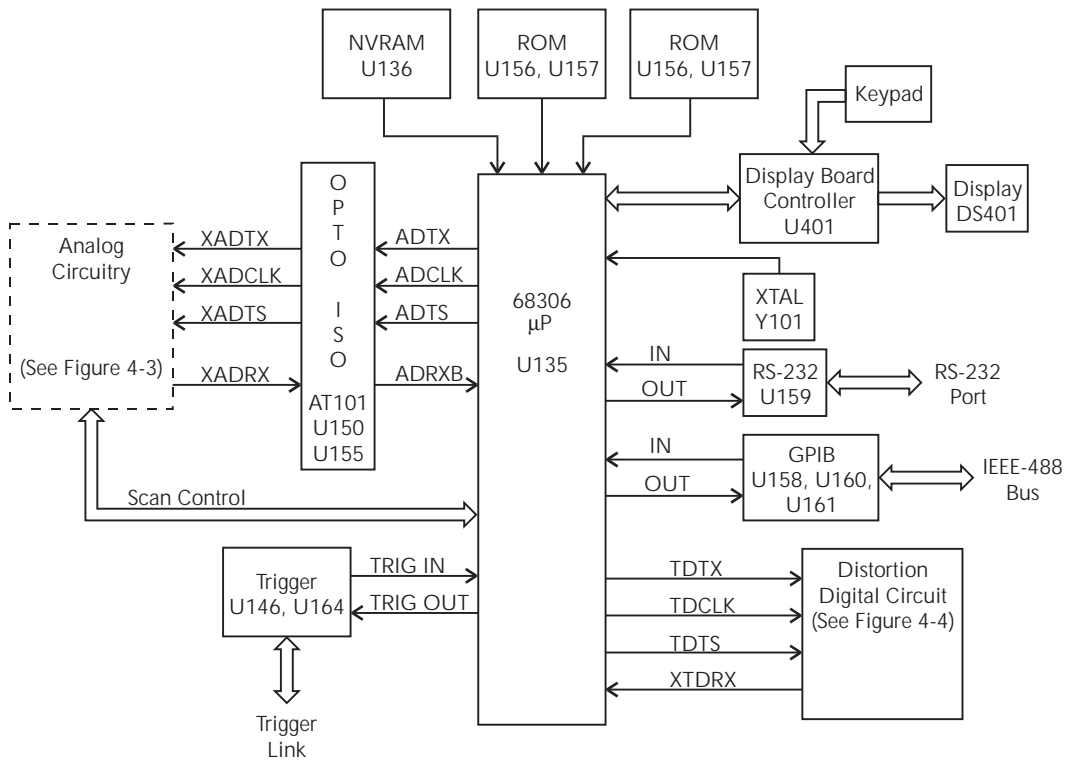 NVRAM
U136
ROM
U156, U157
ROM
U156, U157
Keypad
Display Board
Controller
U401
Display
DS401
O
P
T
O
I
S
O
AT101
U150
U155
Analog
Circuitry
(See Figure 4-3)
XADTX
XADCLK
XADTS
XADRX
ADTX
ADCLK
ADTS
ADRXB
68306
µP
U135
XTAL
Y101
IN
OUT
RS-232
U159
RS-232
Port
IN
OUT
GPIB
U158, U160,
U161
IEEE-488
Bus
Scan Control
Trigger
U146, U164
TRIG IN
TRIG OUT
Trigger
Link
TDTX
TDCLK
TDTS
XTDRX
Distortion
Digital Circuit
(See Figure 4-4)